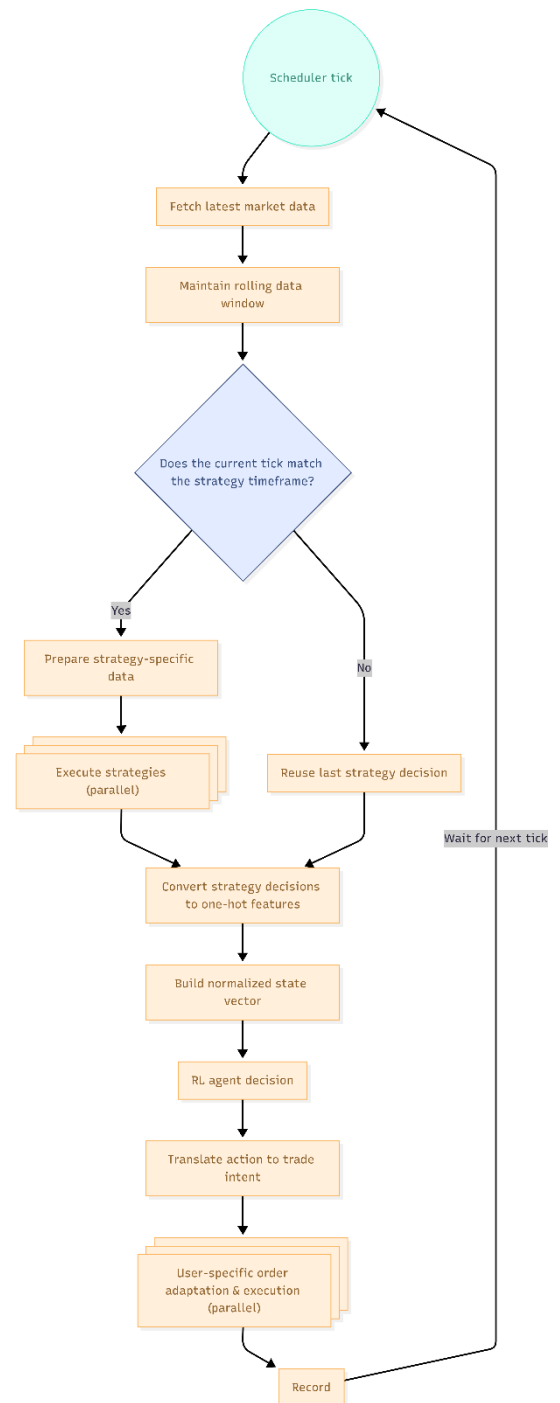 Scheduler tick
Fetch latest market data
Maintain rolling data
window
Does the current tick match
the strategy timeframe?
Yes
Prepare strategy-specific
data
No
Execute strategies
(parallel)
Reuse last strategy decision
Wait for next tick
Convert strategy decisions
to one-hot features
Build normalized state
vector
RL agent decision
Translate action to trade
intent
User-specific order
adaptation & execution
(parallel)
Record